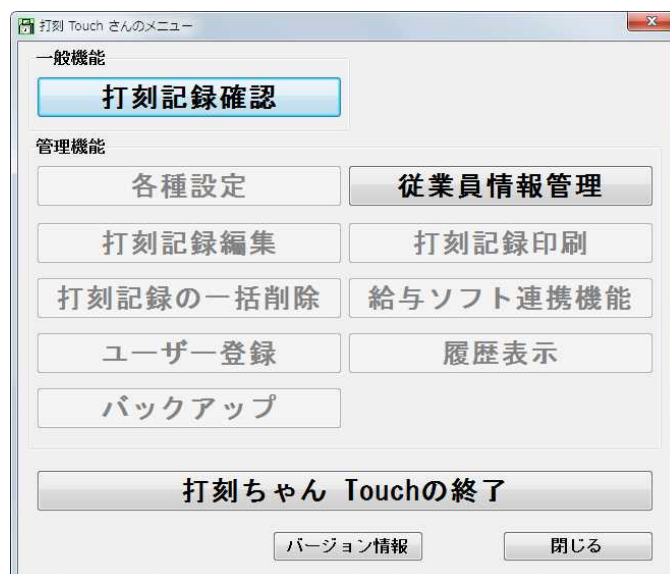 打刻 Touch さんのメニュー
一般機能
打刻記録確認
管理機能
各種設定
従業員情報管理
打刻記録編集
打刻記録印刷
打刻記録の一括削除
給与ソフト連携機能
ユーザー登録
履歴表示
バックアップ
打刻ちゃん Touchの終了
バージョン情報
閉じる